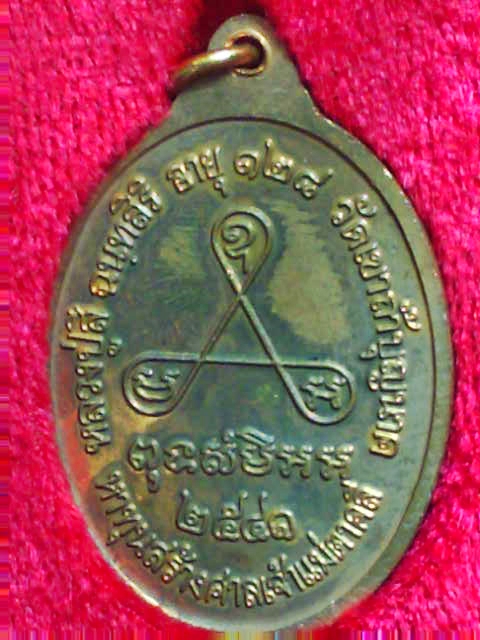 หลวงปู่สี ฉนฺทสิริ อายุ ๑๒๘ วัดเขาถ้ำบุญนาค
๒๕๔๑
หาทุนสร้างศาลเจ้าแม่ตาคลี